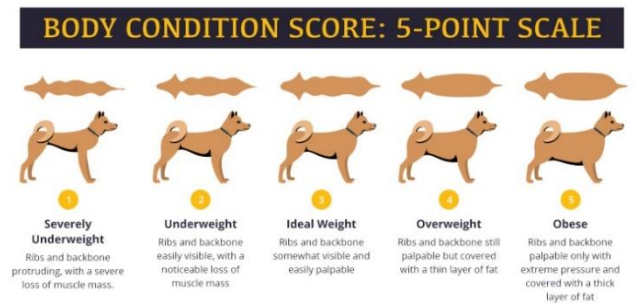 BODY CONDITION SCORE: 5-POINT SCALE
1
Severely
Underweight
Ribs and backbone
protruding, with a severe
loss of muscle mass.
2
Underweight
Ribs and backbone
easily visible, with a
noticeable loss of
muscle mass
3
Ideal Weight
Ribs and backbone
somewhat visible and
easily palpable
4
Overweight
Ribs and backbone still
palpable but covered
with a thin layer of fat
5
Obese
Ribs and backbone
palpable only with
extreme pressure and
covered with a thick
layer of fat